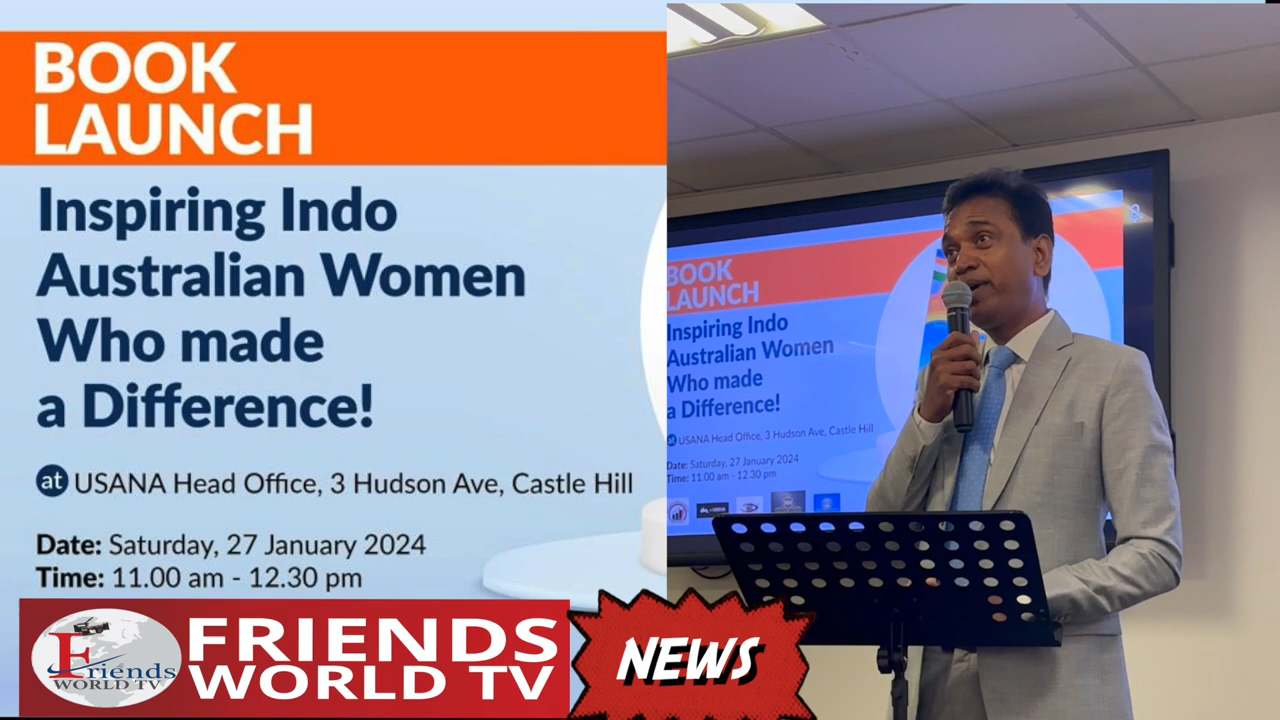 BOOK
LAUNCH
Inspiring Indo
Australian Women
Who made
a Difference!
at USANA Head Office, 3 Hudson Ave, Castle Hill
Date: Saturday, 27 January 2024
Time: 11.00 am - 12.30 pm
Friends
WORLD TV
FRIENDS
WORLD TV
NEWS
BOOK
LAUNCH
Inspiring Indo
Australian Women
Who made
a Difference!
at USANA Head Office, 3 Hudson Ave, Castle Hill
Date: Saturday, 27 January 2024
Time: 11.00 am - 12.30 pm